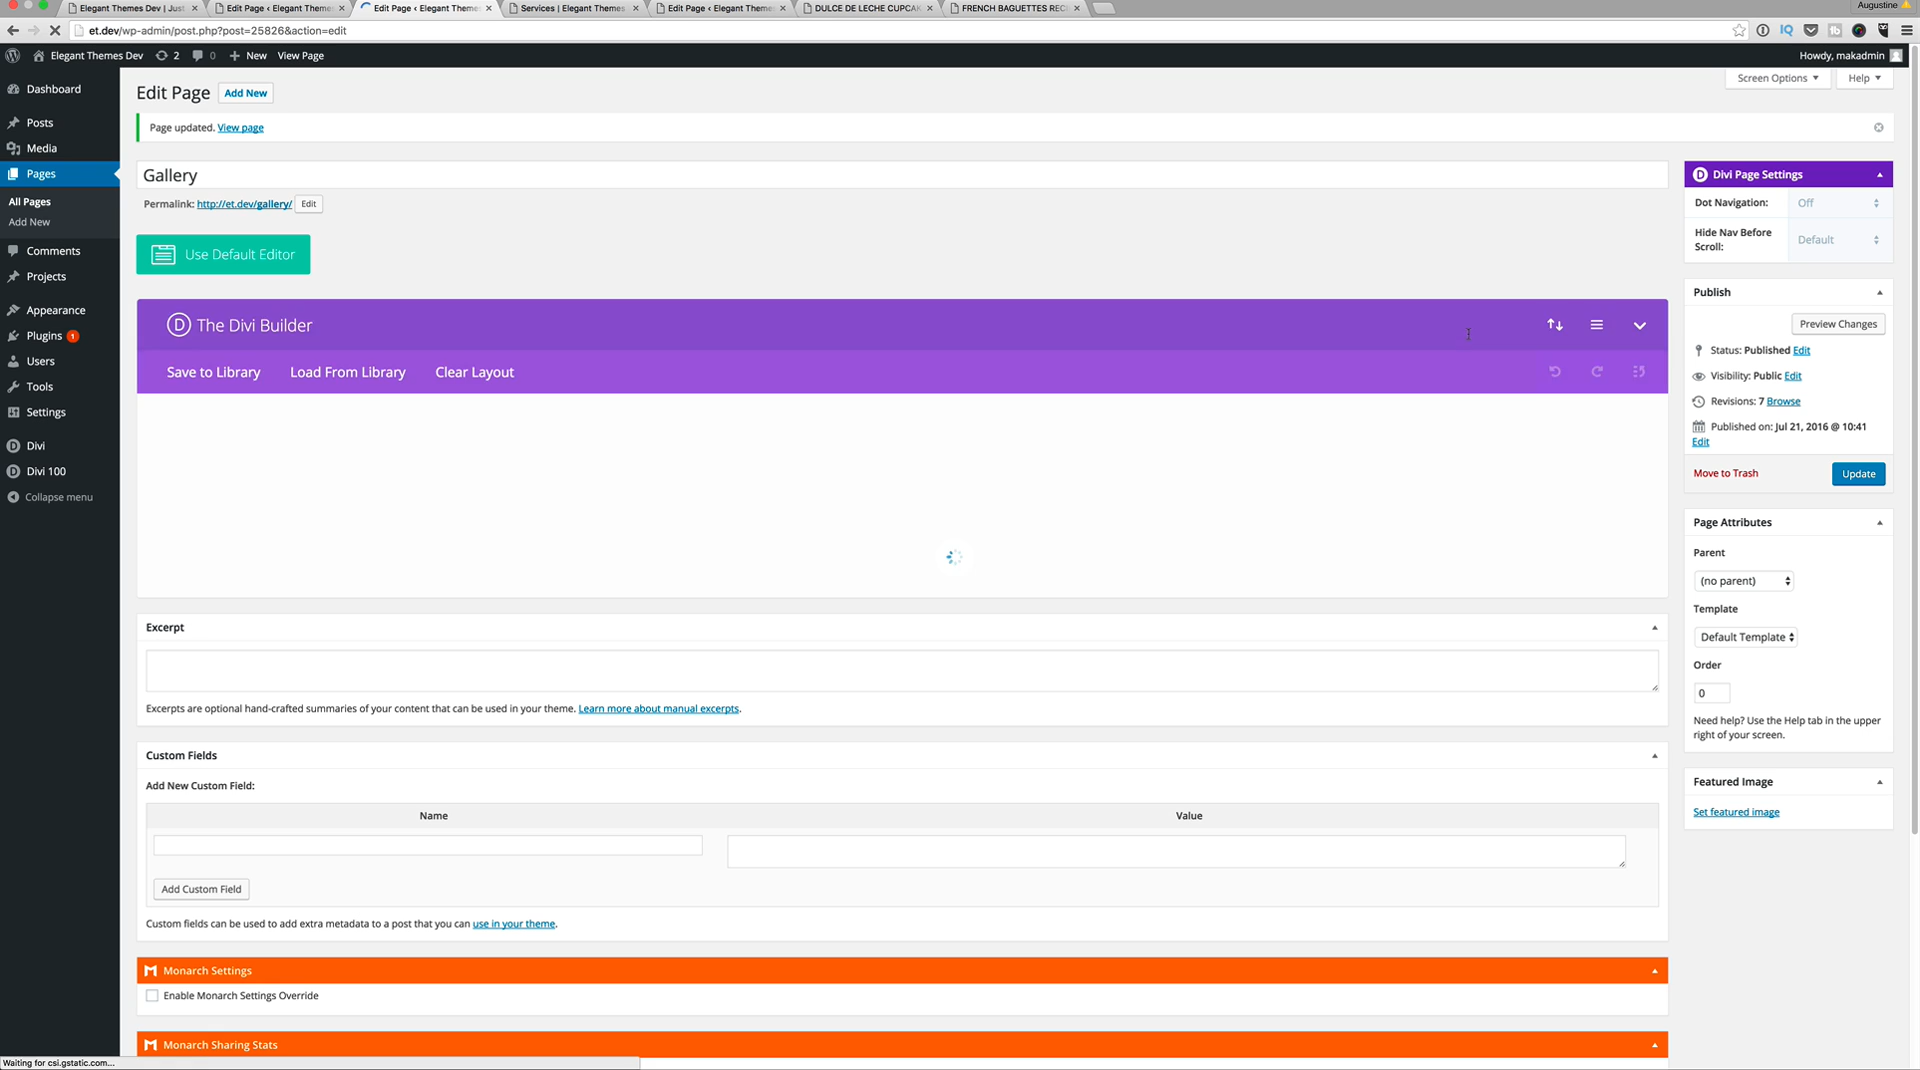 Elegant Themes Dev | Just
Edit Page ‹ Elegant Themes
Edit Page ‹ Elegant Themes
Services | Elegant Themes
Edit Page ‹ Elegant Themes
DULCE DE LECHE CUPCAK
FRENCH BAGUETTES REC
Augustine
et.dev/wp-admin/post.php?post=25826&action=edit
Elegant Themes Dev
2
0
New
View Page
Howdy, makadmin
Dashboard
Posts
Media
Pages
All Pages
Add New
Comments
Projects
Appearance
Plugins 1
Users
Tools
Settings
Divi
Divi 100
Collapse menu
Edit Page
Add New
Screen Options
Help
Page updated. View page
Gallery
Permalink: http://et.dev/gallery/ Edit
Use Default Editor
The Divi Builder
Save to Library
Load From Library
Clear Layout
Excerpt
Excerpts are optional hand-crafted summaries of your content that can be used in your theme. Learn more about manual excerpts.
Custom Fields
Add New Custom Field:
Name
Value
Add Custom Field
Custom fields can be used to add extra metadata to a post that you can use in your theme.
Monarch Settings
Enable Monarch Settings Override
Monarch Sharing Stats
Divi Page Settings
Dot Navigation:
Off
Hide Nav Before
Scroll:
Default
Publish
Preview Changes
Status: Published Edit
Visibility: Public Edit
Revisions: 7 Browse
Published on: Jul 21, 2016 @ 10:41
Edit
Move to Trash
Update
Page Attributes
Parent
(no parent)
Template
Default Template
Order
0
Need help? Use the Help tab in the upper
right of your screen.
Featured Image
Set featured image
Waiting for csi.gstatic.com...